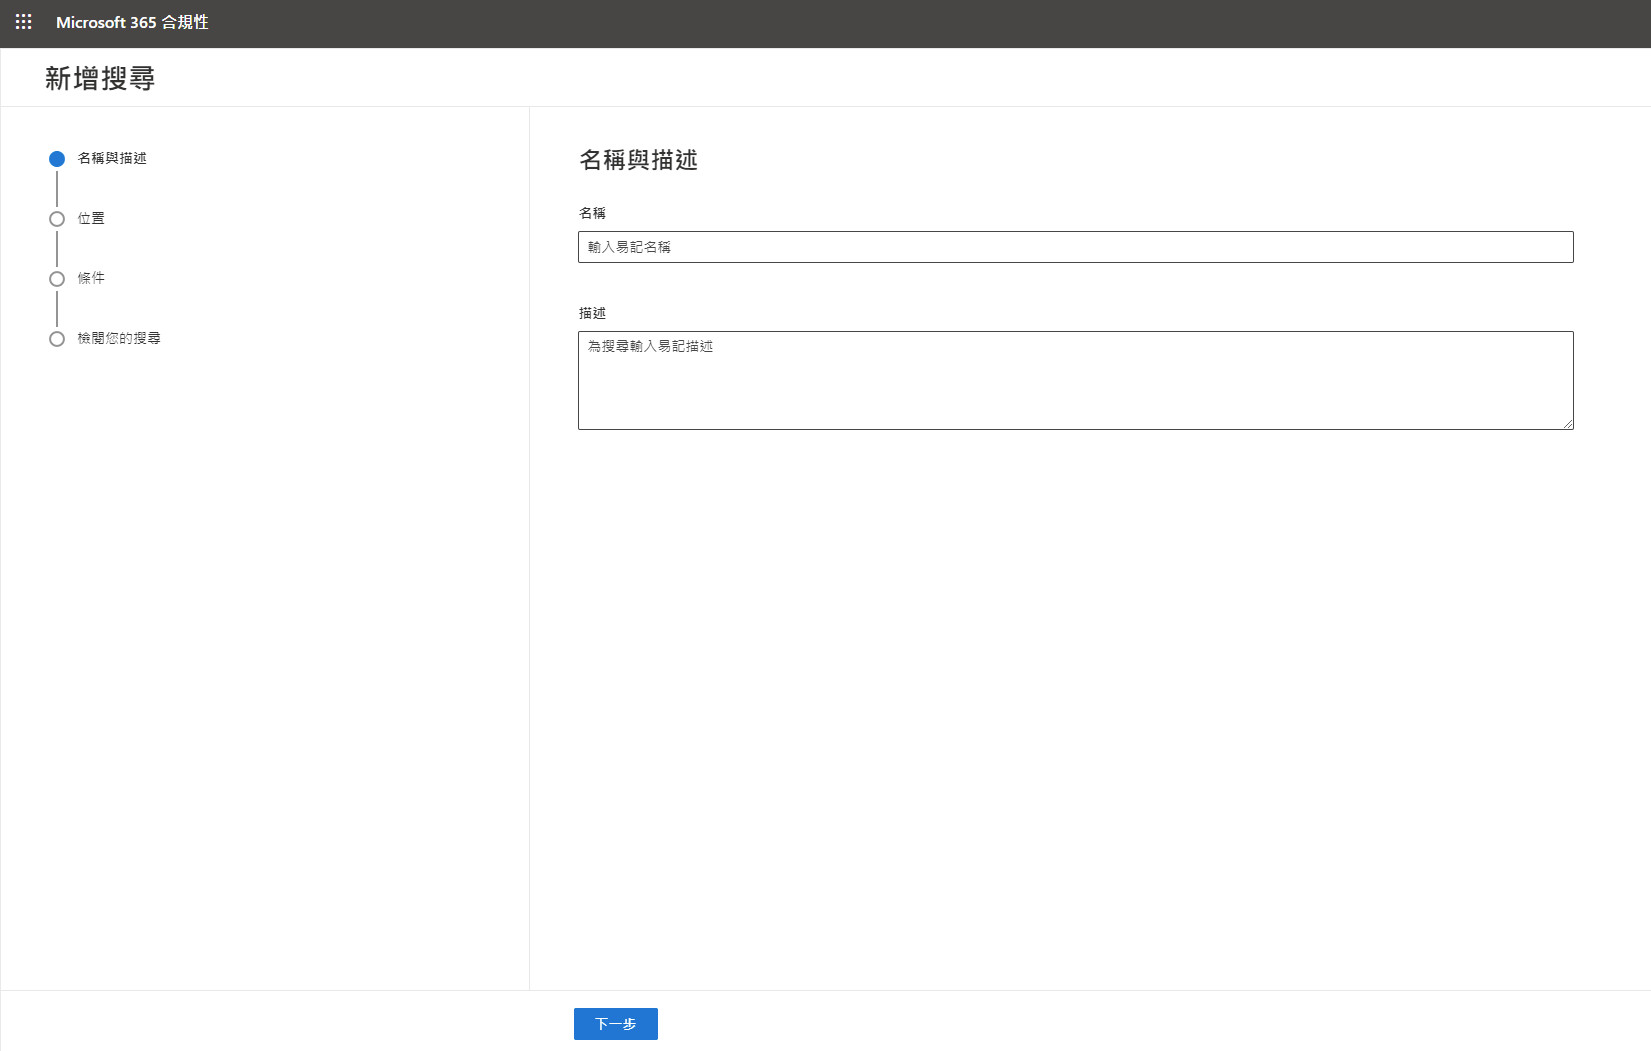 Microsoft 365 合規性
新增搜尋
名稱與描述
位置
條件
檢閱您的搜尋
名稱與描述
名稱
輸入易記名稱
描述
為搜尋輸入易記描述
下一步